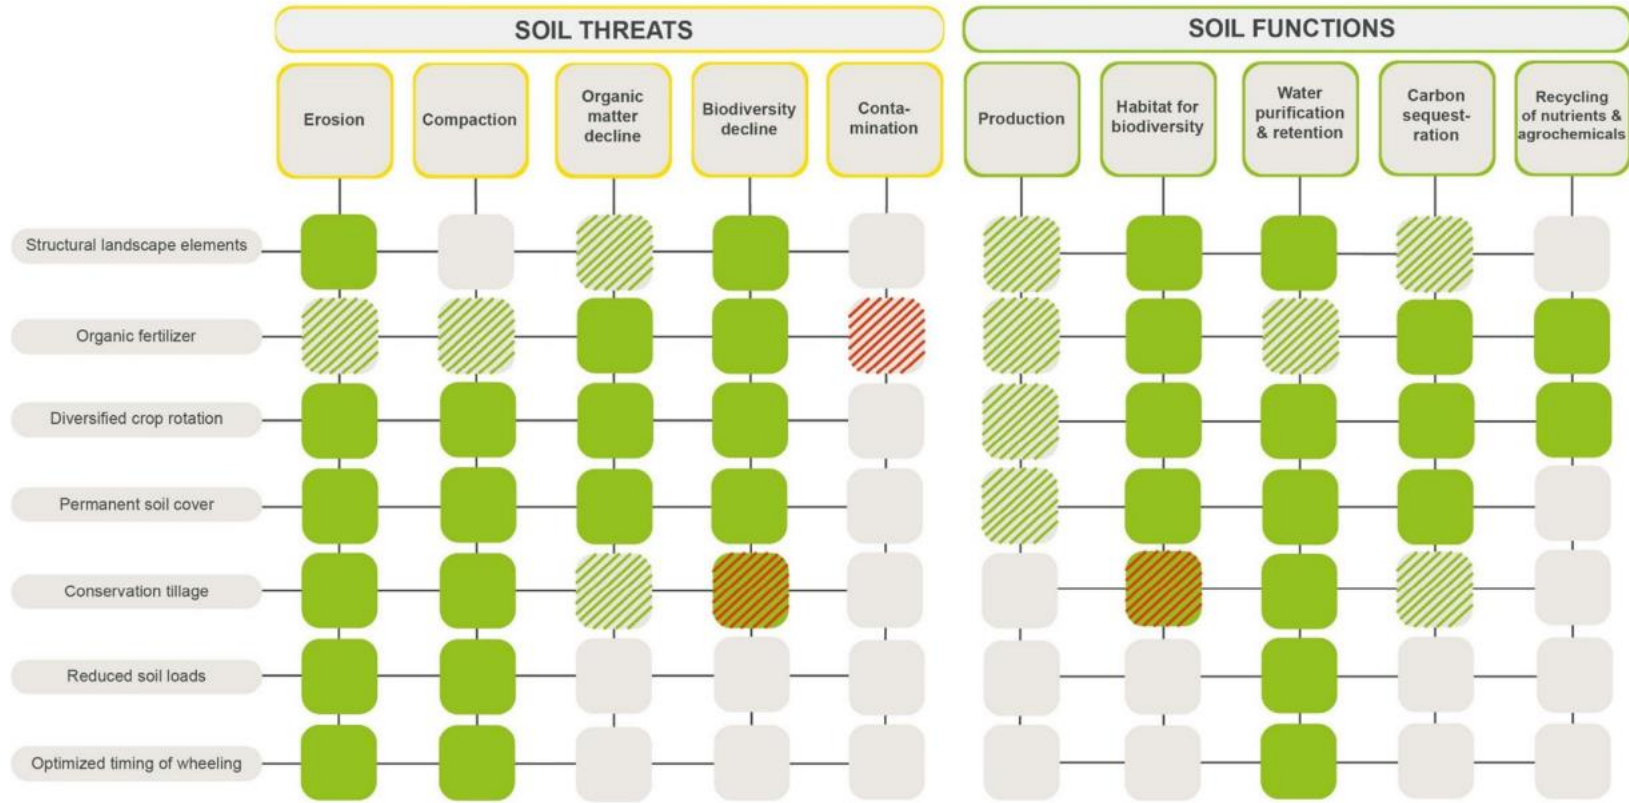 SOIL THREATS
SOIL FUNCTIONS
Erosion
Compaction
Organic
matter
decline
Biodiversity
decline
Conta-
mination
Production
Habitat for
biodiversity
Water
purification
& retention
Carbon
sequest-
ration
Recycling
of nutrients &
agrochemicals
Structural landscape elements
Organic fertilizer
Diversified crop rotation
Permanent soil cover
Conservation tillage
Reduced soil loads
Optimized timing of wheeling